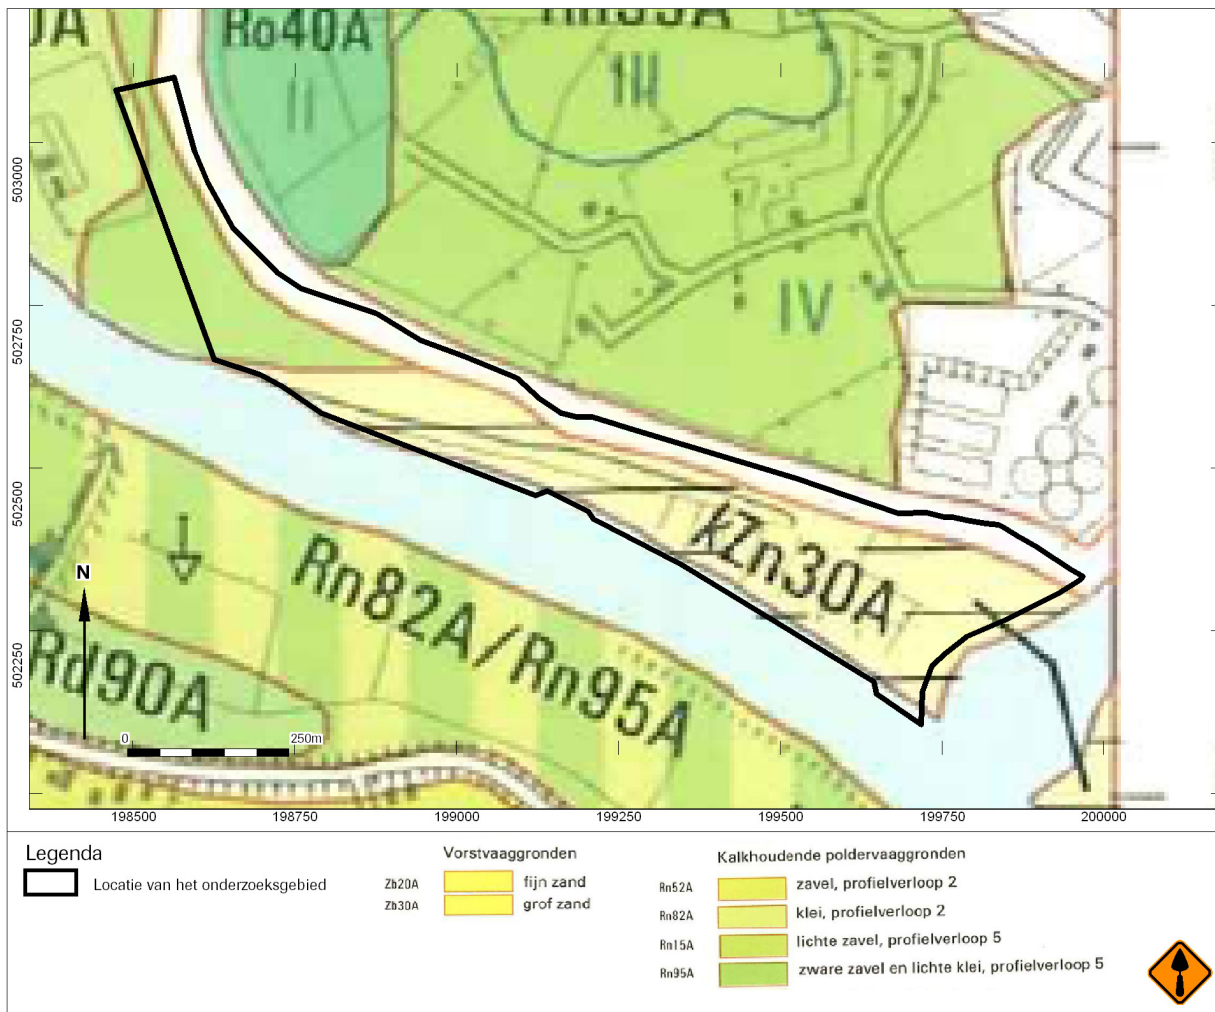 Ro40A
II
1II
IV
kZn30A
Rn82A/Rn95A
Rd90A
N
0
250m
503000
502750
502500
502250
198500
198750
199000
199250
199500
199750
200000
Legenda
Locatie van het onderzoeksgebied
Vorstvaaggronden
Zb20A fijn zand
Zb30A grof zand
Kalkhoudende poldervaaggronden
Rn52A zavel, profielverloop 2
Rn82A klei, profielverloop 2
Rn15A lichte zavel, profielverloop 5
Rn95A zware zavel en lichte klei, profielverloop 5